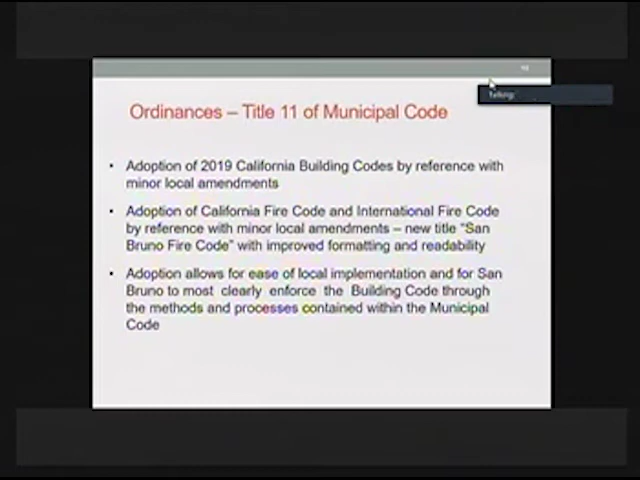 Talking:
Ordinances – Title 11 of Municipal Code
• Adoption of 2019 California Building Codes by reference with
minor local amendments
• Adoption of California Fire Code and International Fire Code
by reference with minor local amendments – new title "San
Bruno Fire Code" with improved formatting and readability
• Adoption allows for ease of local implementation and for San
Bruno to most clearly enforce the Building Code through
the methods and processes contained within the Municipal
Code